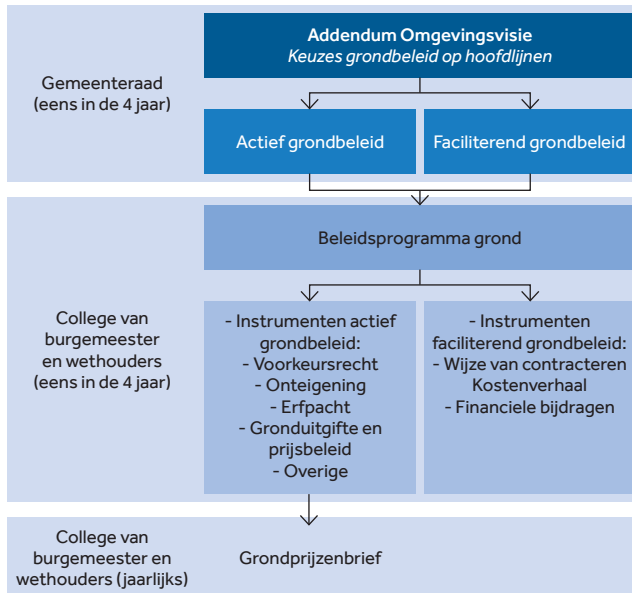 Addendum Omgevingsvisie
Keuzes grondbeleid op hoofdlijnen
Gemeenteraad
(eens in de 4 jaar)
Actief grondbeleid
Faciliterend grondbeleid
Beleidsprogramma grond
College van
burgemeester
en wethouders
(eens in de 4 jaar)
- Instrumenten actief
grondbeleid:
- Voorkeursrecht
- Onteigening
- Erfpacht
- Gronduitgifte en
prijsbeleid
- Overige
- Instrumenten
faciliterend grondbeleid:
- Wijze van contracteren
Kostenverhaal
- Financiele bijdragen
College van
burgemeester en
wethouders (jaarlijks)
Grondprijzenbrief